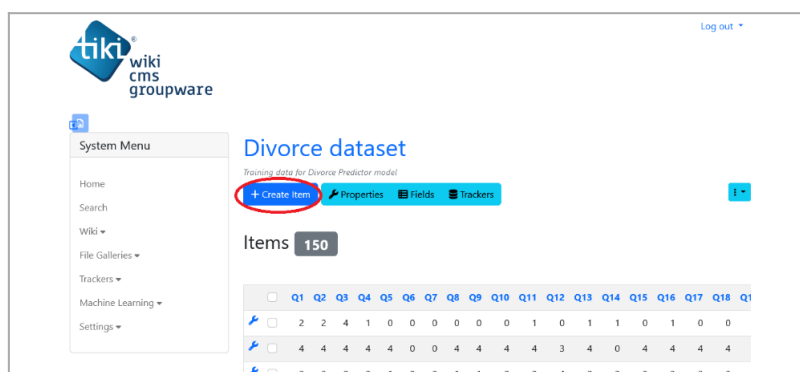 Log out
tiki
wiki
cms
groupware
System Menu
Home
Search
Wiki
File Galleries
Trackers
Machine Learning
Settings
Divorce dataset
Training data for Divorce Predictor model
+ Create Item Properties Fields Trackers
Items 150
Q1 Q2 Q3 Q4 Q5 Q6 Q7 Q8 Q9 Q10 Q11 Q12 Q13 Q14 Q15 Q16 Q17 Q18
2 2 4 1 0 0 0 0 0 0 1 0 1 1 0 1 0 0
4 4 4 4 4 0 0 4 4 4 4 3 4 0 4 4 4 4